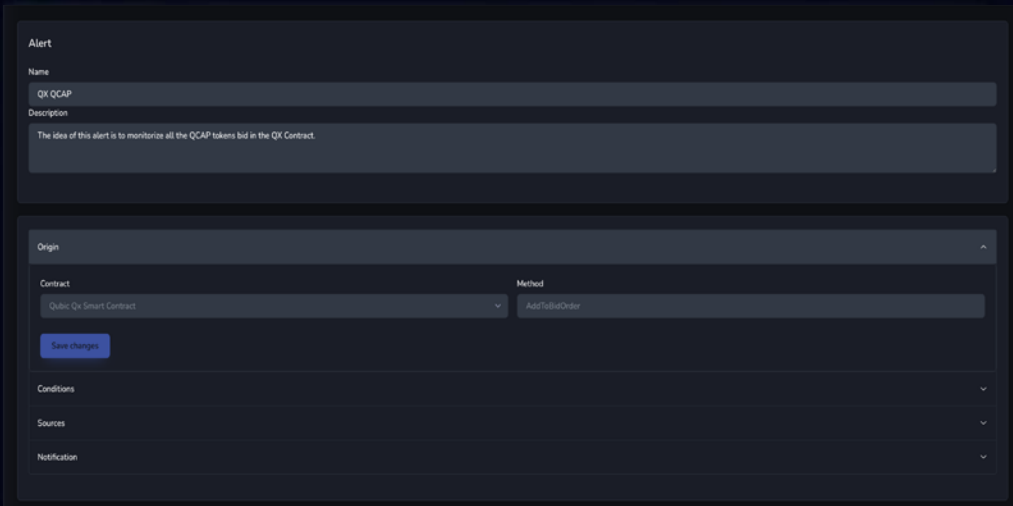 Alert
Name
QX QCAP
Description
The idea of this alert is to monitorize all the QCAP tokens bid in the QX Contract.
Origin
Contract
Method
Qubic Qx Smart Contract
AddToBidOrder
Save changes
Conditions
Sources
Notification